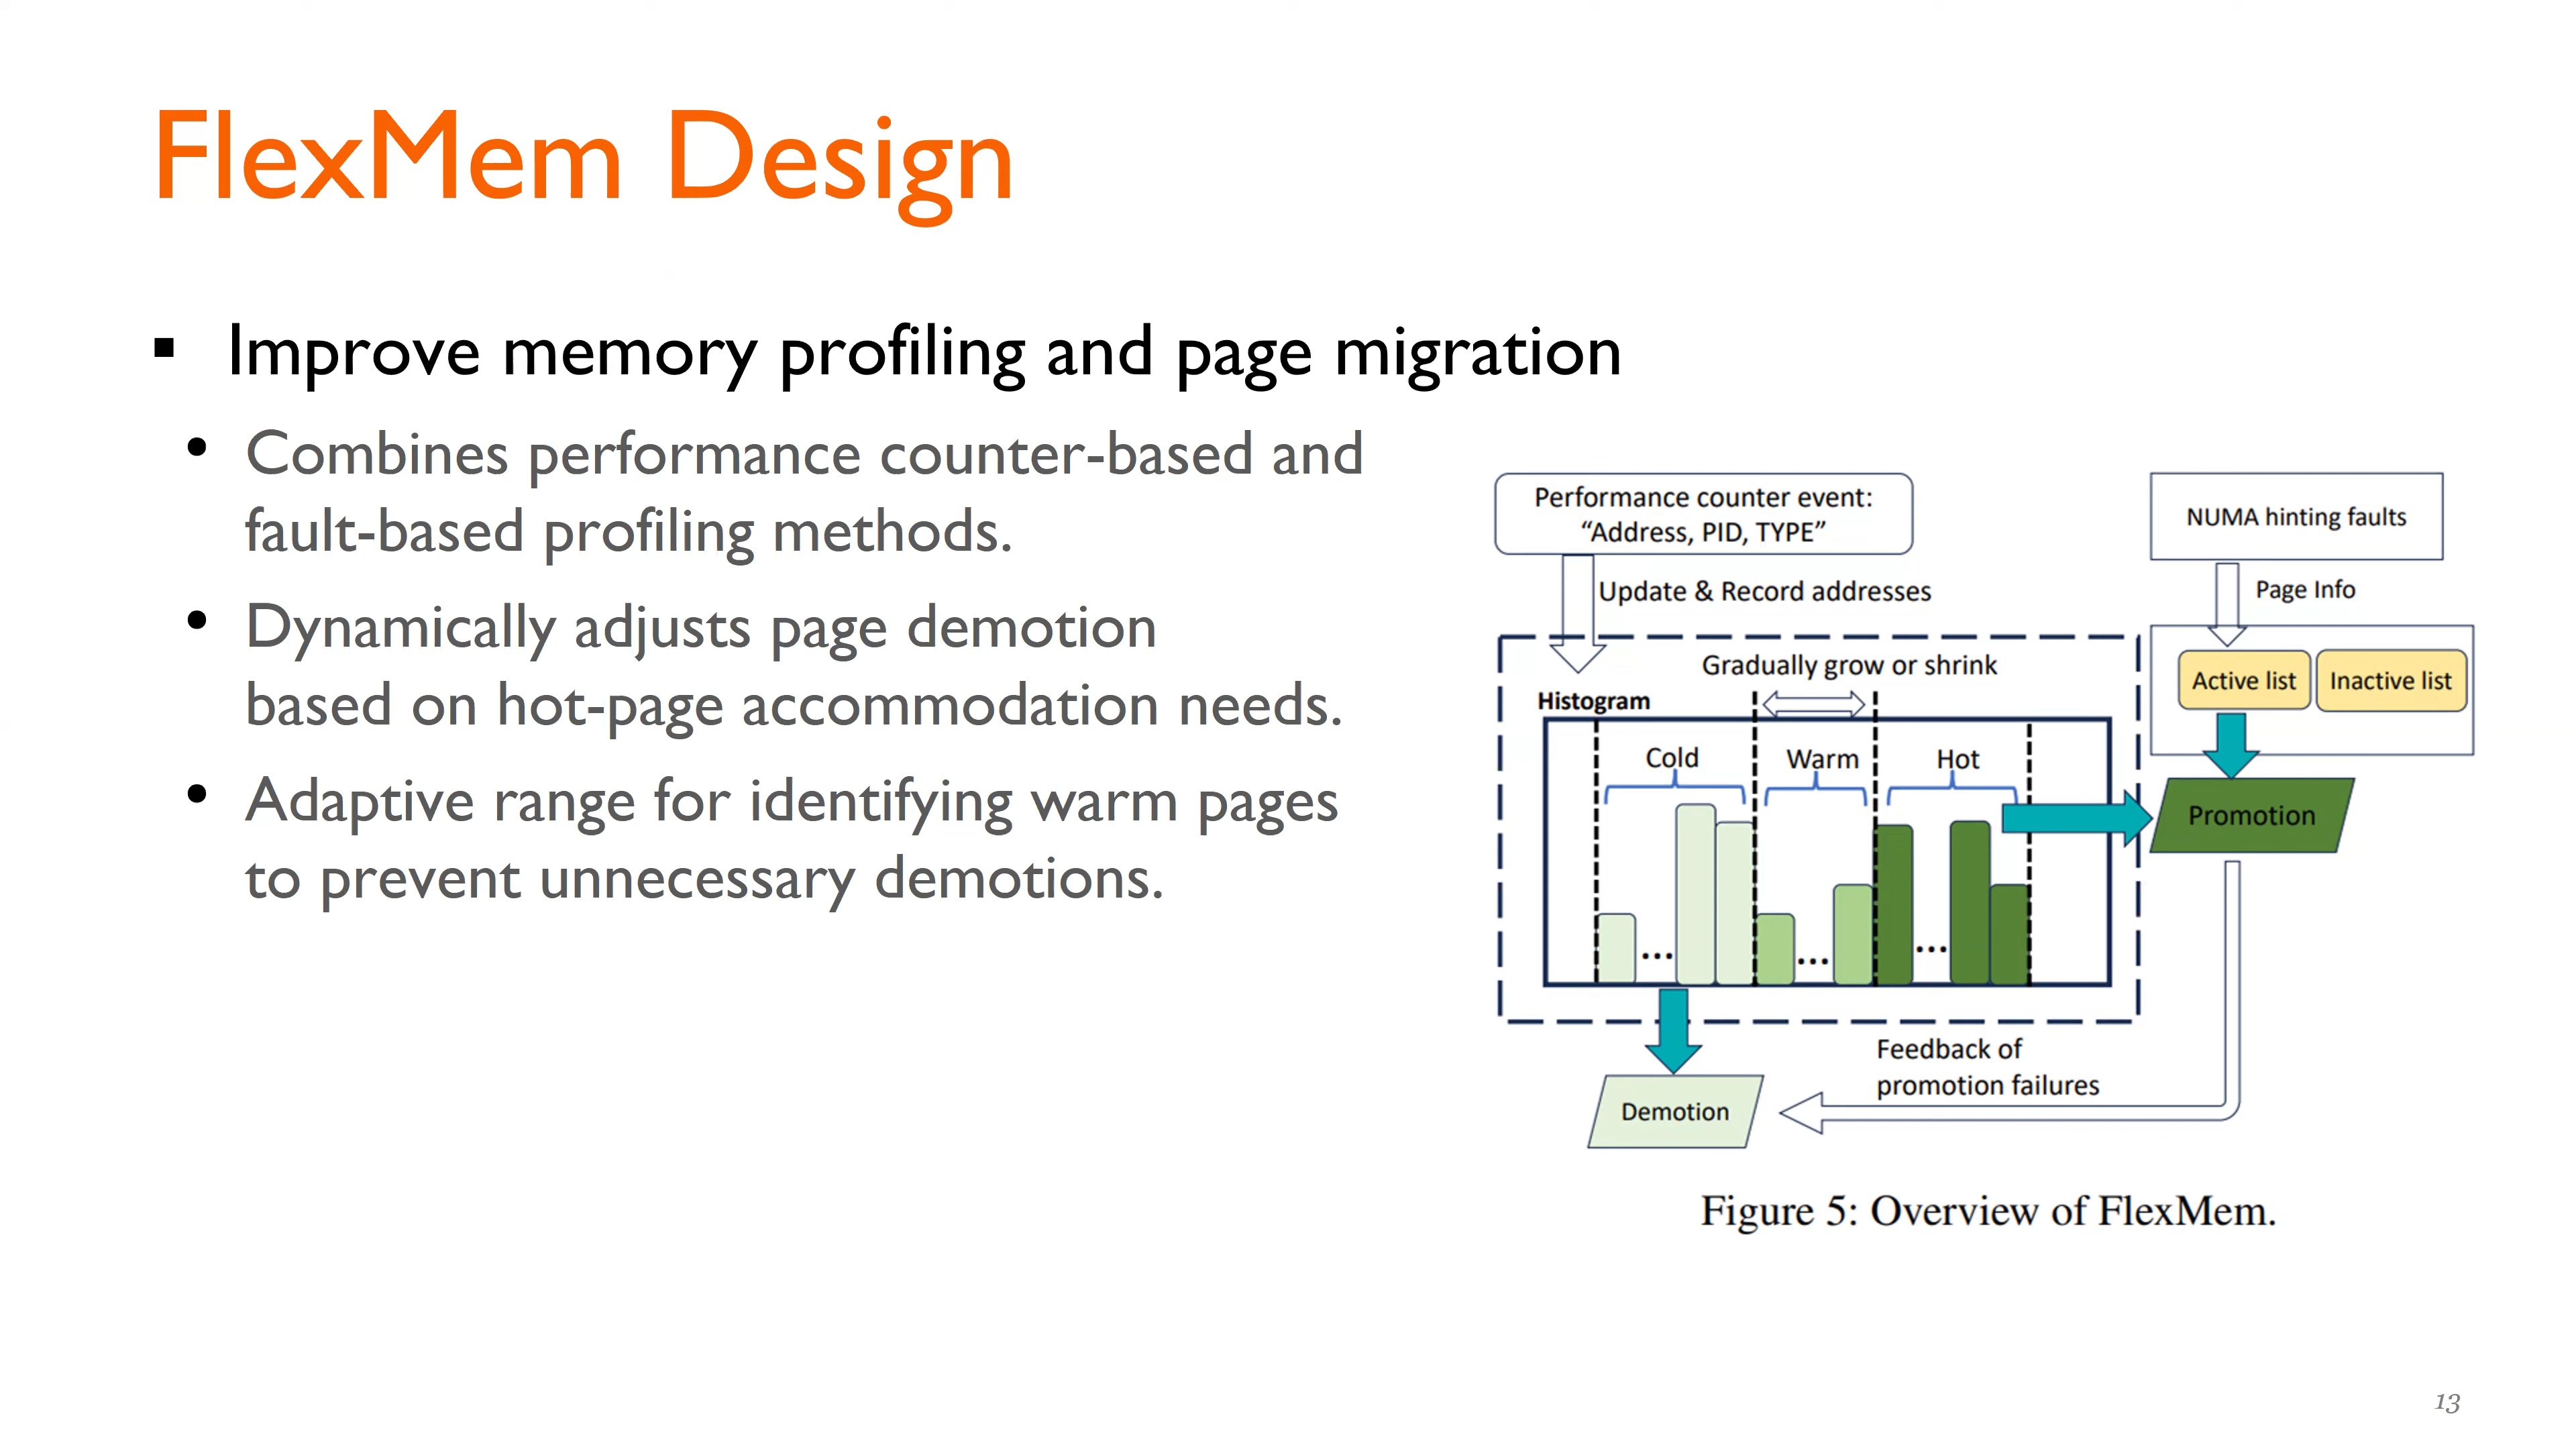 FlexMem Design
▪ Improve memory profiling and page migration
• Combines performance counter-based and
fault-based profiling methods.
• Dynamically adjusts page demotion
based on hot-page accommodation needs.
• Adaptive range for identifying warm pages
to prevent unnecessary demotions.
Performance counter event:
“Address, PID, TYPE”
NUMA hinting faults
Update & Record addresses
Page Info
Gradually grow or shrink
Active list
Inactive list
Histogram
Cold
Warm
Hot
Promotion
...
...
...
Feedback of
promotion failures
Demotion
Figure 5: Overview of FlexMem.
13